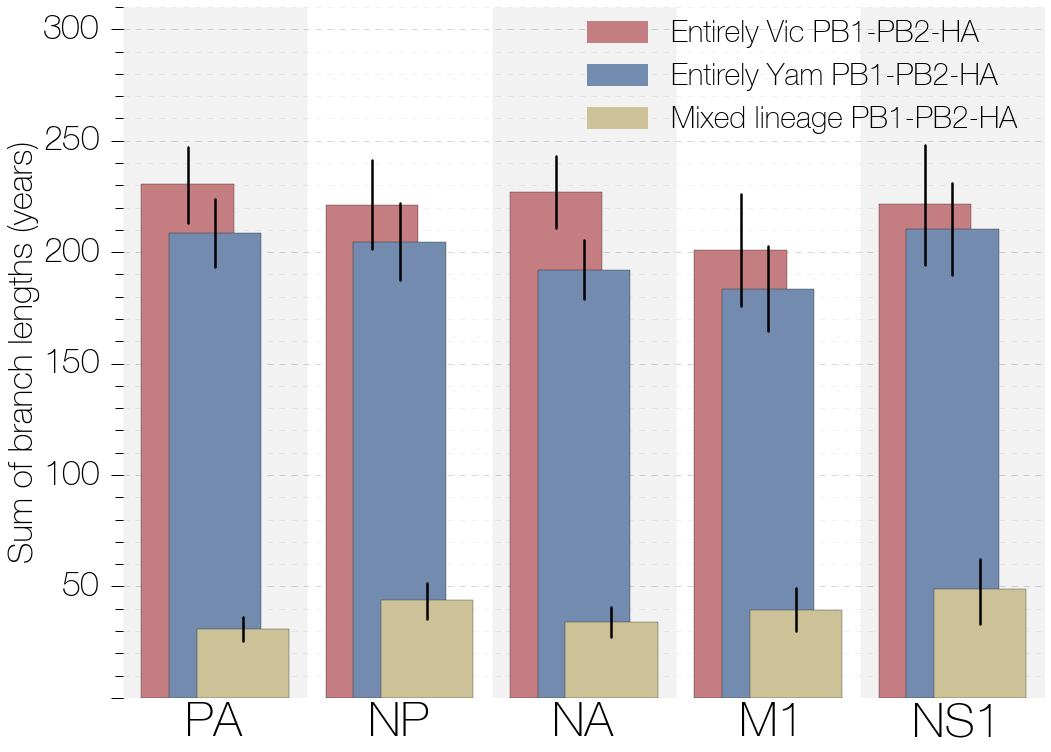 Entirely Vic PB1-PB2-HA
Entirely Yam PB1-PB2-HA
Mixed lineage PB1-PB2-HA
Sum of branch lengths (years)
300
250
200
150
100
50
PA NP NA M1 NS1